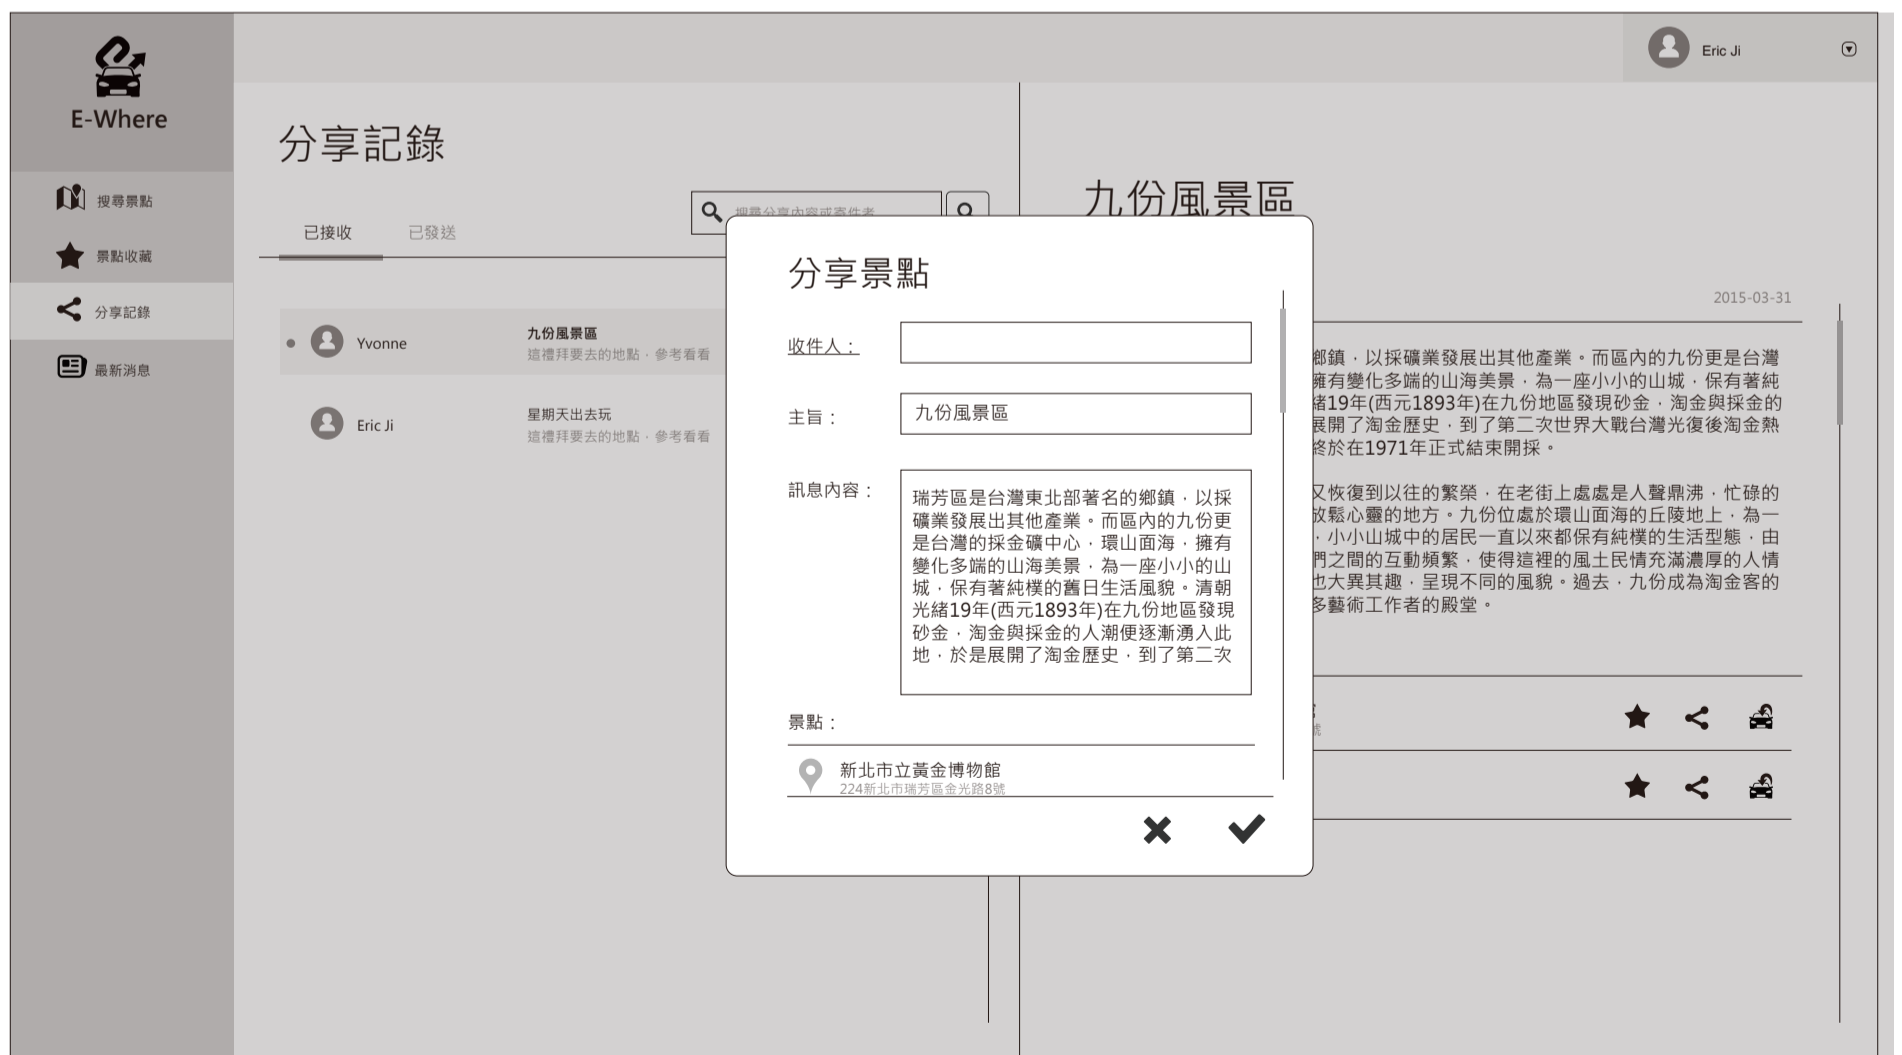 E-Where
搜尋景點
景點收藏
分享記錄
最新消息
Eric Ji
分享記錄
已接收
已發送
搜尋分享內容或寄件者
Yvonne
九份風景區
這禮拜要去的地點，參考看看
Eric Ji
星期天出去玩
這禮拜要去的地點，參考看看
九份風景區
2015-03-31
鄉鎮，以採礦業發展出其他產業。而區內的九份更是台灣
擁有變化多端的山海美景，為一座小小的山城，保有著純
緒19年(西元1893年)在九份地區發現砂金，淘金與採金的
展開了淘金歷史，到了第二次世界大戰台灣光復後淘金熱
終於在1971年正式結束開採。
又恢復到以往的繁榮，在老街上處處是人聲鼎沸，忙碌的
放鬆心靈的地方。九份位處於環山面海的丘陵地上，為一
，小小山城中的居民一直以來都保有純樸的生活型態，由
們之間的互動頻繁，使得這裡的風土民情充滿濃厚的人情
也大異其趣，呈現不同的風貌。過去，九份成為淘金客的
多藝術工作者的殿堂。
號
分享景點
收件人：
主旨：
九份風景區
訊息內容：
瑞芳區是台灣東北部著名的鄉鎮，以採
礦業發展出其他產業。而區內的九份更
是台灣的採金礦中心，環山面海，擁有
變化多端的山海美景，為一座小小的山
城，保有著純樸的舊日生活風貌。清朝
光緒19年(西元1893年)在九份地區發現
砂金，淘金與採金的人潮便逐漸湧入此
地，於是展開了淘金歷史，到了第二次
景點：
新北市立黃金博物館
224新北市瑞芳區金光路8號